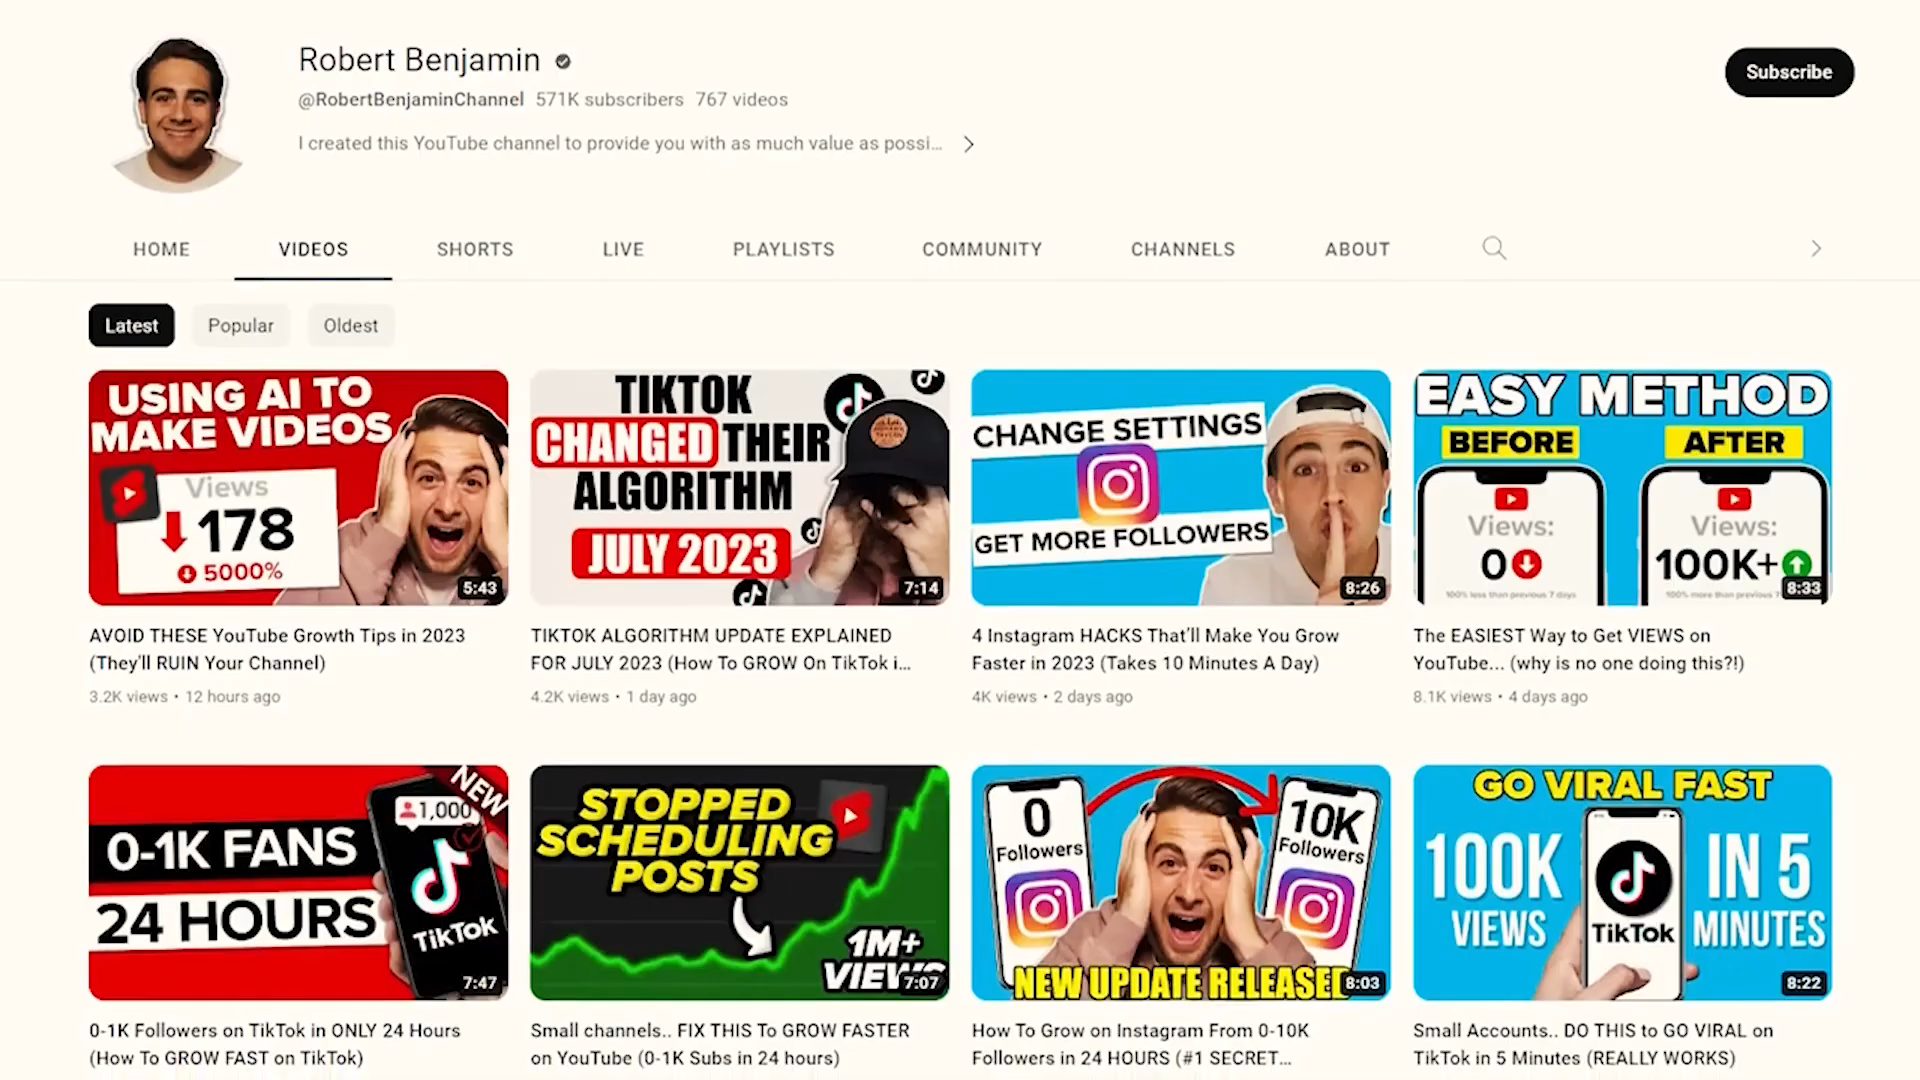 Robert Benjamin
@RobertBenjaminChannel 571K subscribers 767 videos
I created this YouTube channel to provide you with as much value as possi...
Subscribe
HOME VIDEOS SHORTS LIVE PLAYLISTS COMMUNITY CHANNELS ABOUT
Latest Popular Oldest
USING AI TO
MAKE VIDEOS
Views
178
5000%
5:43
TIKTOK
CHANGED THEIR
ALGORITHM
JULY 2023
7:14
CHANGE SETTINGS
GET MORE FOLLOWERS
8:26
EASY METHOD
BEFORE AFTER
Views: Views:
0 100K+
100% less than previous 7 days 100% more than previous 7
8:33
AVOID THESE YouTube Growth Tips in 2023
(They'll RUIN Your Channel)
3.2K views • 12 hours ago
TIKTOK ALGORITHM UPDATE EXPLAINED
FOR JULY 2023 (How To GROW On TikTok i...
4.2K views • 1 day ago
4 Instagram HACKS That'll Make You Grow
Faster in 2023 (Takes 10 Minutes A Day)
4K views • 2 days ago
The EASIEST Way to Get VIEWS on
YouTube... (why is no one doing this?!)
8.1K views • 4 days ago
NEW
1,000
0-1K FANS
24 HOURS
TikTok
7:47
STOPPED
SCHEDULING
POSTS
1M+
VIEWS
7:07
0
Followers
10K
Followers
NEW UPDATE RELEASED
8:03
GO VIRAL FAST
100K
VIEWS
TikTok
IN 5
MINUTES
8:22
0-1K Followers on TikTok in ONLY 24 Hours
(How To GROW FAST on TikTok)
Small channels.. FIX THIS To GROW FASTER
on YouTube (0-1K Subs in 24 hours)
How To Grow on Instagram From 0-10K
Followers in 24 HOURS (#1 SECRET...
Small Accounts.. DO THIS to GO VIRAL on
TikTok in 5 Minutes (REALLY WORKS)